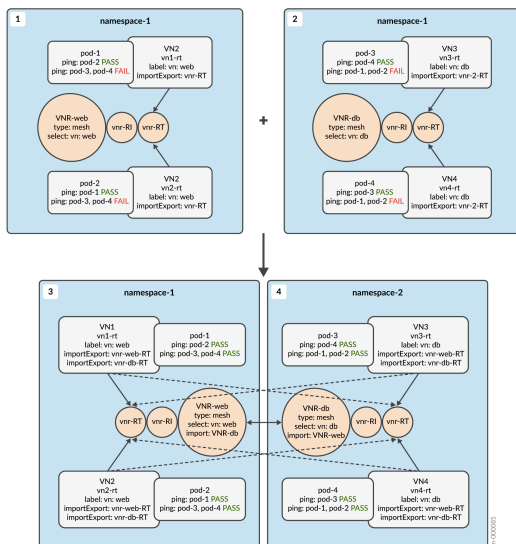 1
namespace-1
pod-1
ping: pod-2 PASS
ping: pod-3, pod-4 FAIL
VN2
vn1-rt
label: vn: web
importExport: vnr-RT
VNR-web
type: mesh
select: vn: web
vnr-RI
vnr-RT
pod-2
ping: pod-1 PASS
ping: pod-3, pod-4 FAIL
VN2
vn2-rt
label: vn: web
importExport: vnr-RT
+
2
namespace-1
pod-3
ping: pod-4 PASS
ping: pod-1, pod-2 FAIL
VN3
vn3-rt
label: vn: db
importExport: vnr-2-RT
VNR-db
type: mesh
select: vn: db
vnr-RI
vnr-RT
pod-4
ping: pod-3 PASS
ping: pod-1, pod-2 FAIL
VN4
vn4-rt
label: vn: db
importExport: vnr-2-RT
3
namespace-1
VN1
vn1-rt
label: vn: web
importExport: vnr-web-RT
importExport: vnr-db-RT
pod-1
ping: pod-2 PASS
ping: pod-3, pod-4 PASS
vnr-RT
vnr-RI
VNR-web
type: mesh
select: vn: web
import: VNR-db
VN2
vn2-rt
label: vn: web
importExport: vnr-web-RT
importExport: vnr-db-RT
pod-2
ping: pod-1 PASS
ping: pod-3, pod-4 PASS
4
namespace-2
pod-3
ping: pod-4 PASS
ping: pod-1, pod-2 PASS
VN3
vn3-rt
label: vn: db
importExport: vnr-web-RT
importExport: vnr-db-RT
VNR-db
type: mesh
select: vn: db
import: VNR-web
vnr-RI
vnr-RT
pod-4
ping: pod-3 PASS
ping: pod-1, pod-2 PASS
VN4
vn4-rt
label: vn: db
importExport: vnr-web-RT
importExport: vnr-db-RT